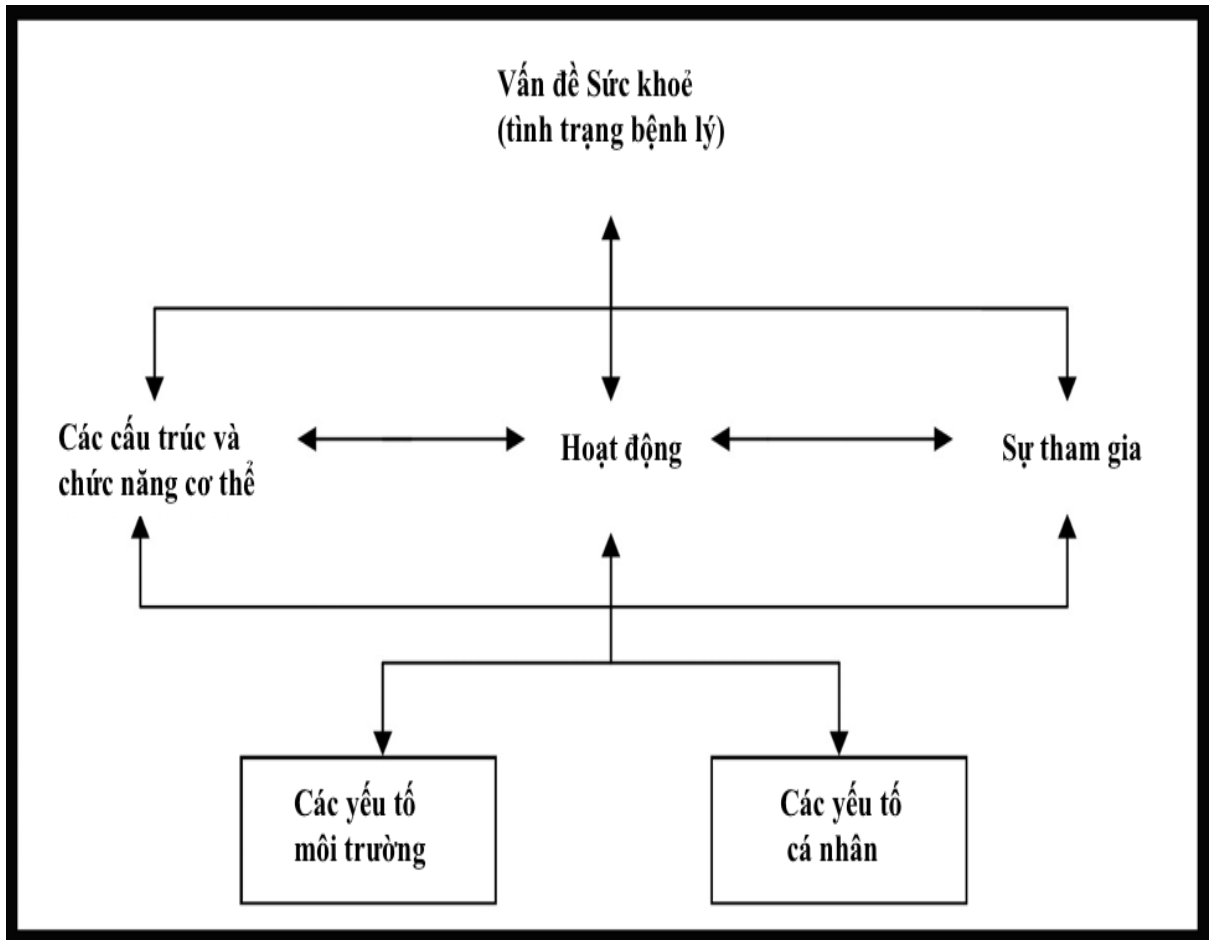 Vấn đề Sức khoẻ
(tình trạng bệnh lý)
Các cấu trúc và
chức năng cơ thể
Hoạt động
Sự tham gia
Các yếu tố
môi trường
Các yếu tố
cá nhân